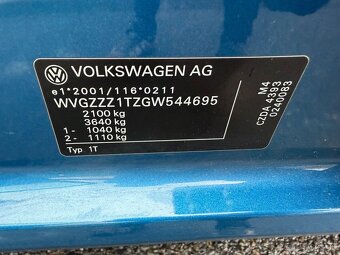 VOLKSWAGEN AG
e1*2001/116*0211
WVGZZZ1TZGW544695
2100 kg
3640 kg
1- 1040 kg
2- 1110 kg
Typ 1T
M4
CZDA 4393
0240083